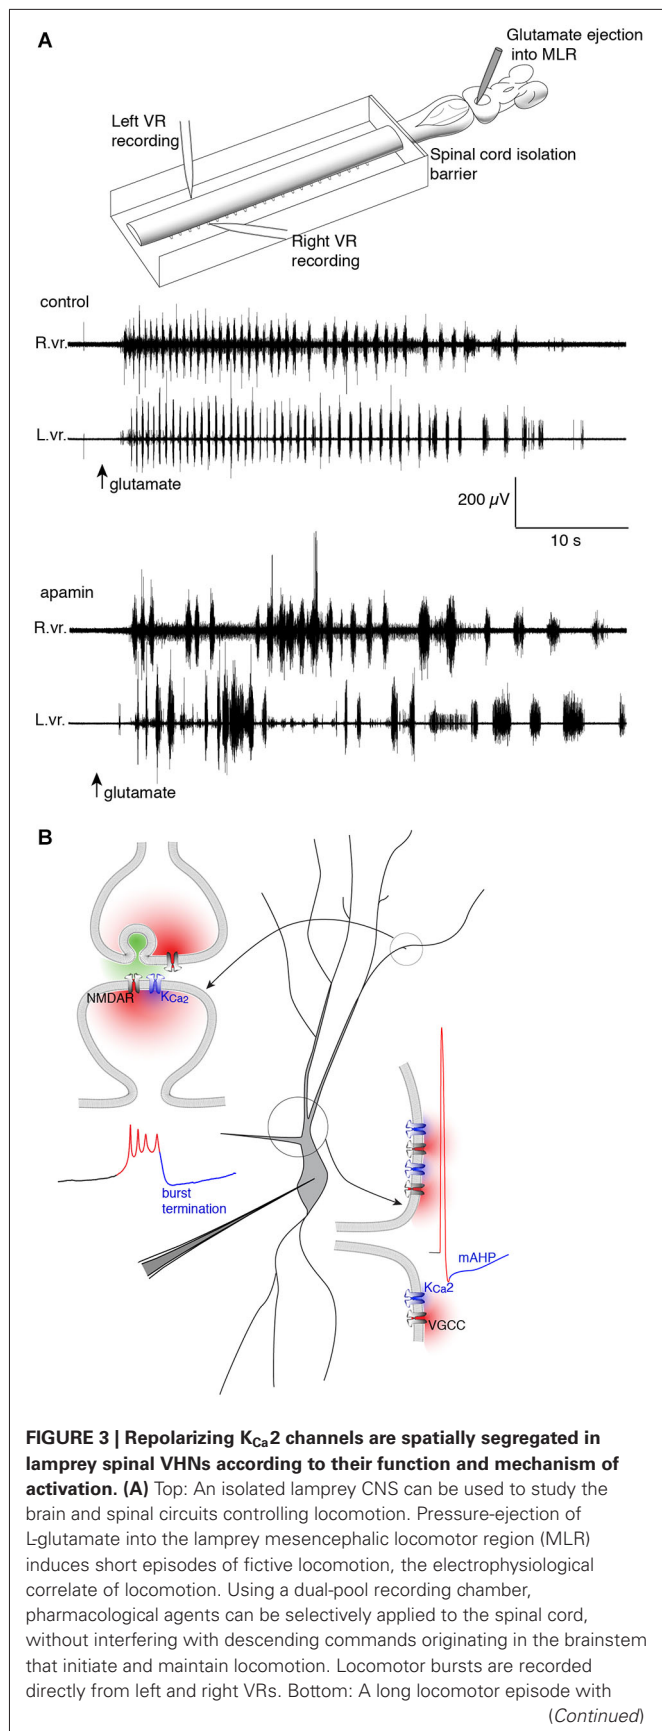 A
Glutamate ejection
into MLR
Left VR
recording
Spinal cord isolation
barrier
Right VR
recording
control
R.vr.
L.vr.
glutamate
200 µV
10 s
apamin
R.vr.
L.vr.
glutamate
B
NMDAR
KCa2
burst
termination
mAHP
KCa2
VGCC
FIGURE 3 | Repolarizing KCa2 channels are spatially segregated in
lamprey spinal VHNs according to their function and mechanism of
activation. (A) Top: An isolated lamprey CNS can be used to study the
brain and spinal circuits controlling locomotion. Pressure-ejection of
L-glutamate into the lamprey mesencephalic locomotor region (MLR)
induces short episodes of fictive locomotion, the electrophysiological
correlate of locomotion. Using a dual-pool recording chamber,
pharmacological agents can be selectively applied to the spinal cord,
without interfering with descending commands originating in the brainstem
that initiate and maintain locomotion. Locomotor bursts are recorded
directly from left and right VRs. Bottom: A long locomotor episode with
(Continued)